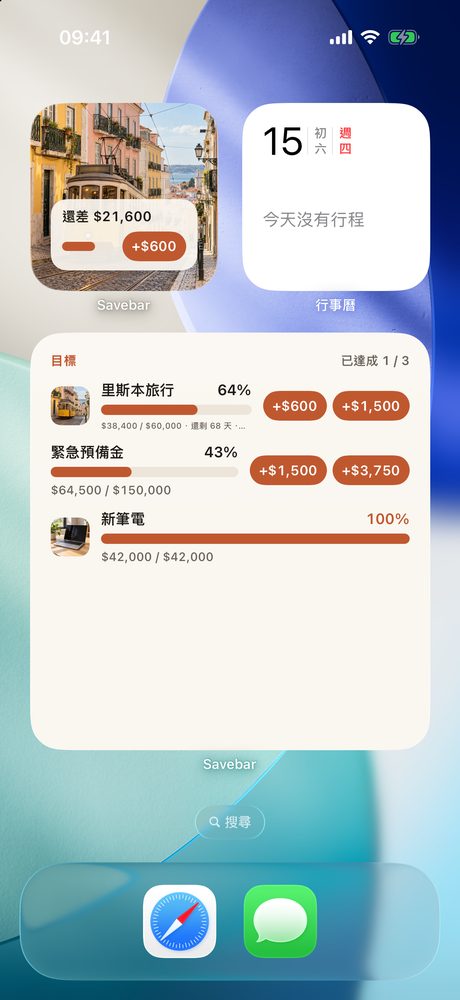 09:41
還差 $21,600
+$600
Savebar
15
初六
週四
今天沒有行程
行事曆
目標
已達成 1 / 3
里斯本旅行 64%
$38,400 / $60,000 · 還剩 68 天 ·...
+$600 +$1,500
緊急預備金 43%
$64,500 / $150,000
+$1,500 +$3,750
新筆電 100%
$42,000 / $42,000
Savebar
搜尋